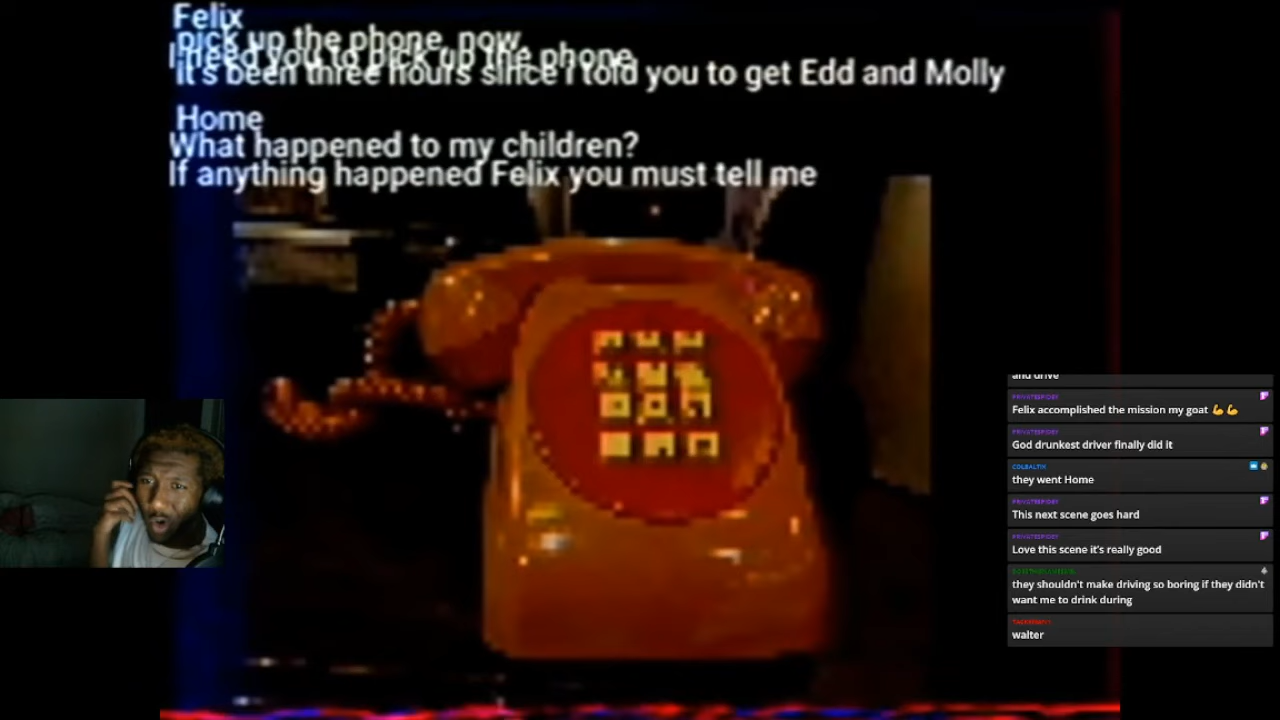 Felix
pick up the phone, now.
I need you to pick up the phone.
It's been three hours since I told you to get Edd and Molly
Home
What happened to my children?
If anything happened Felix you must tell me
and drive
Felix accomplished the mission my goat 💪💪
God drunkest driver finally did it
COLBALTIX
they went Home
This next scene goes hard
Love this scene it's really good
they shouldn't make driving so boring if they didn't
want me to drink during
walter